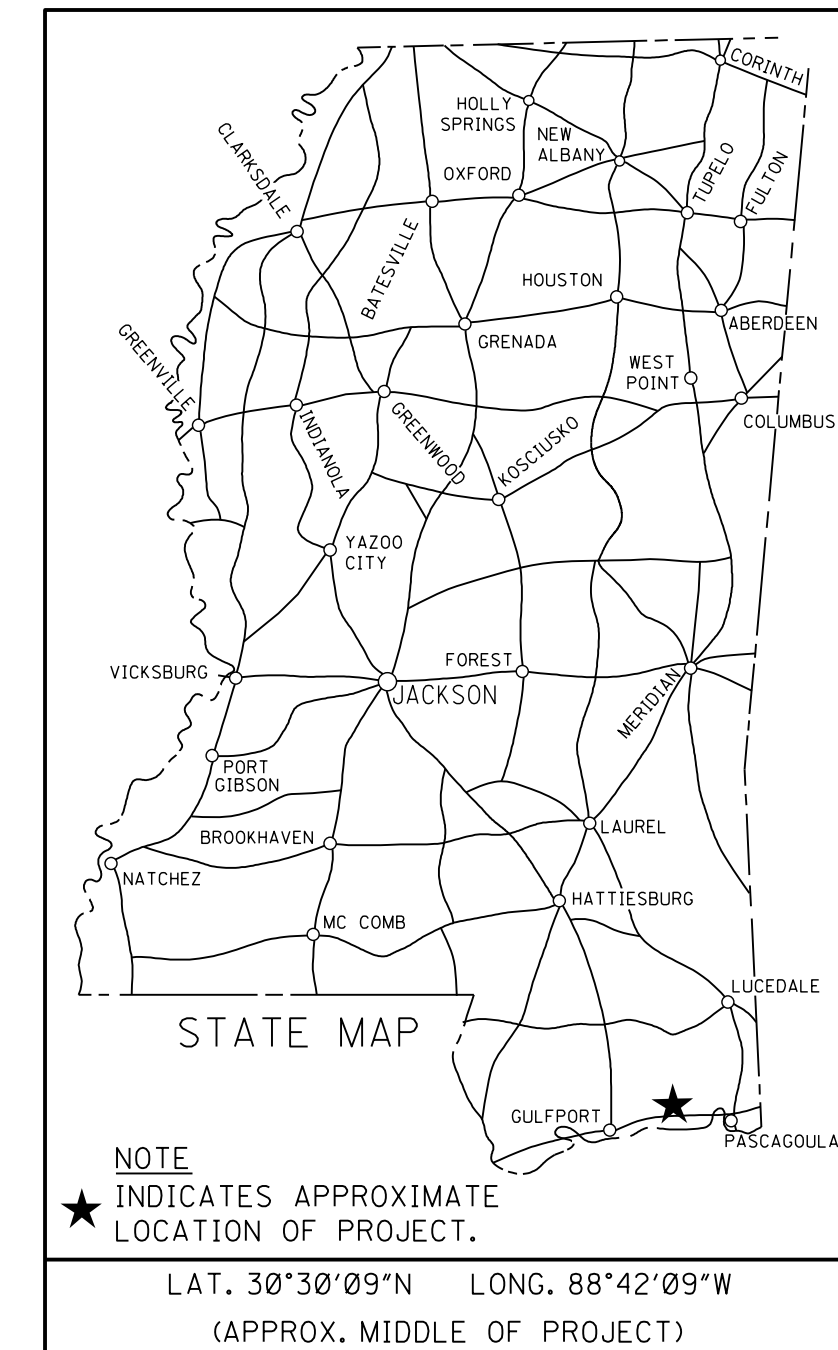 CORINTH
HOLLY
SPRINGS
NEW
ALBANY
CLARKSDALE
OXFORD
TUPELO
FULTON
BATESVILLE
HOUSTON
ABERDEEN
GRENADA
GREENVILLE
WEST
POINT
COLUMBUS
INDIANOLA
GREENWOOD
KOSCIUSKO
YAZOO
CITY
VICKSBURG
FOREST
JACKSON
MERIDIAN
PORT
GIBSON
BROOKHAVEN
LAUREL
NATCHEZ
HATTIESBURG
MC COMB
LUCEDALE
STATE MAP
GULFPORT
PASCAGOULA
NOTE
INDICATES APPROXIMATE
LOCATION OF PROJECT.
LAT. 30°30'09"N LONG. 88°42'09"W
(APPROX. MIDDLE OF PROJECT)